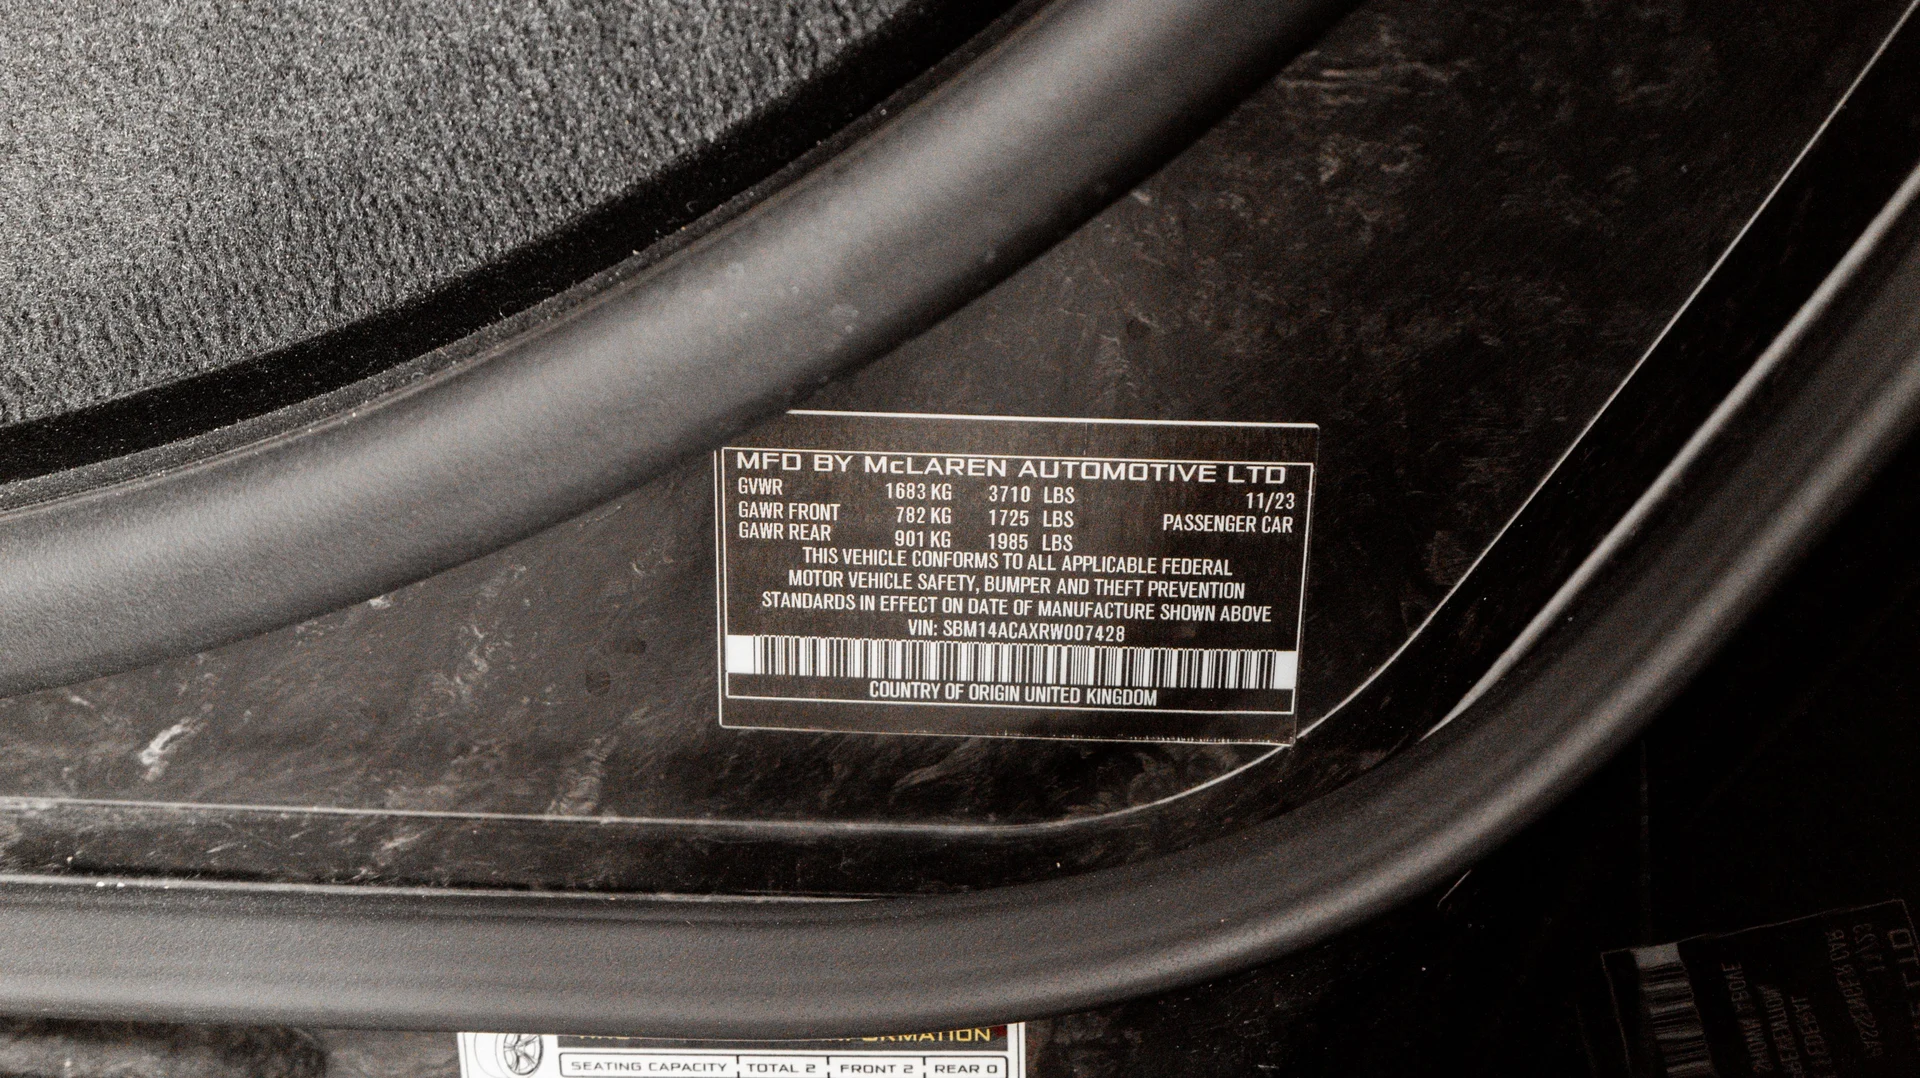 MFD BY McLAREN AUTOMOTIVE LTD
GVWR 1683 KG 3710 LBS 11/23
GAWR FRONT 782 KG 1725 LBS PASSENGER CAR
GAWR REAR 901 KG 1985 LBS
THIS VEHICLE CONFORMS TO ALL APPLICABLE FEDERAL
MOTOR VEHICLE SAFETY, BUMPER AND THEFT PREVENTION
STANDARDS IN EFFECT ON DATE OF MANUFACTURE SHOWN ABOVE
VIN: SBM14ACAXRW007428
COUNTRY OF ORIGIN UNITED KINGDOM
SEATING CAPACITY TOTAL 2 FRONT 2 REAR 0